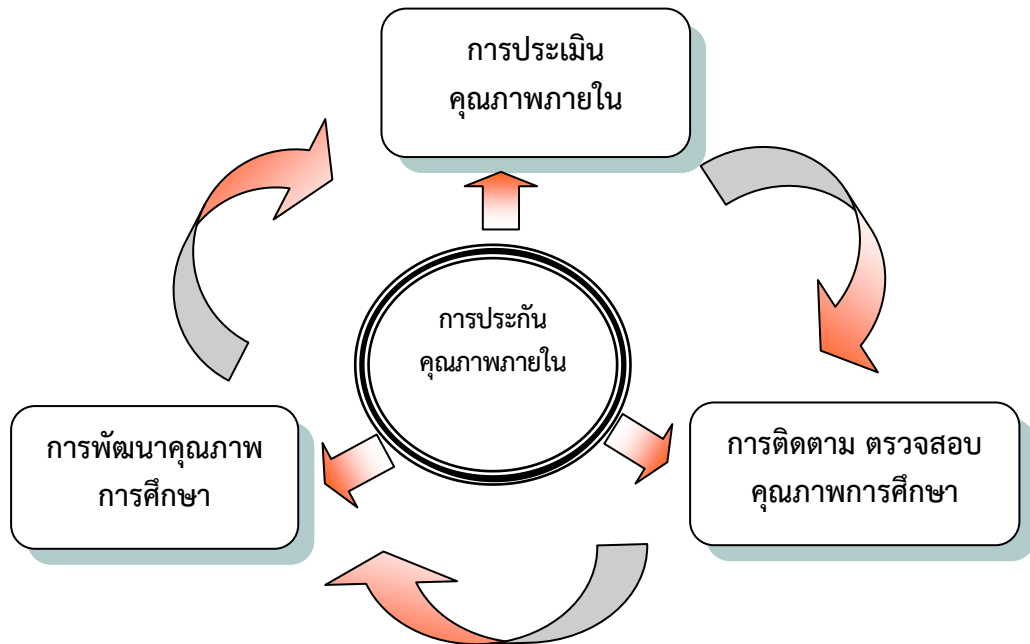 การประเมิน
คุณภาพภายใน
การประกัน
คุณภาพภายใน
การพัฒนาคุณภาพ
การศึกษา
การติดตาม ตรวจสอบ
คุณภาพการศึกษา